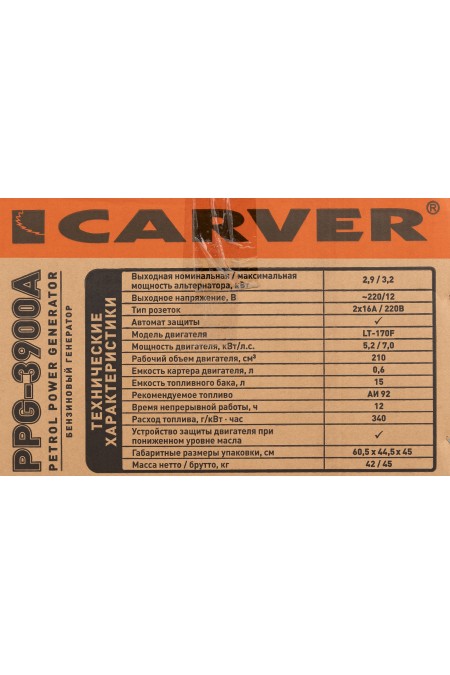 CARVER®
PPG-3900A
PETROL POWER GENERATOR
БЕНЗИНОВЫЙ ГЕНЕРАТОР
ТЕХНИЧЕСКИЕ
ХАРАКТЕРИСТИКИ
Выходная номинальная / максимальная
мощность альтернатора, кВт 2,9 / 3,2
Выходное напряжение, В ~220/12
Тип розеток 2х16А / 220В
Автомат защиты ✓
Модель двигателя LT-170F
Мощность двигателя, кВт/л.с. 5,2 / 7,0
Рабочий объем двигателя, см³ 210
Емкость картера двигателя, л 0,6
Емкость топливного бака, л 15
Рекомендуемое топливо АИ 92
Время непрерывной работы, ч 12
Расход топлива, г/кВт · час 340
Устройство защиты двигателя при
пониженном уровне масла ✓
Габаритные размеры упаковки, см 60,5 х 44,5 х 45
Масса нетто / брутто, кг 42 / 45